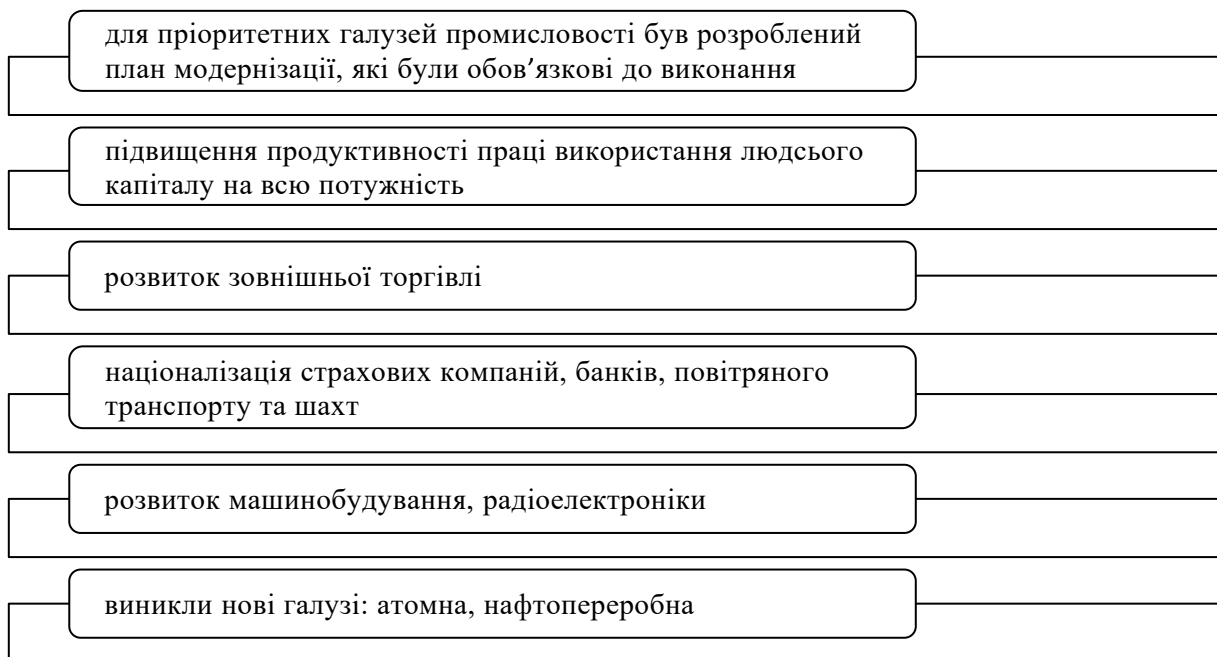 для пріоритетних галузей промисловості був розроблений
план модернізації, які були обов’язкові до виконання
підвищення продуктивності праці використання людсього
капіталу на всю потужність
розвиток зовнішньої торгівлі
націоналізація страхових компаній, банків, повітряного
транспорту та шахт
розвиток машинобудування, радіоелектроніки
виникли нові галузі: атомна, нафтопереробна